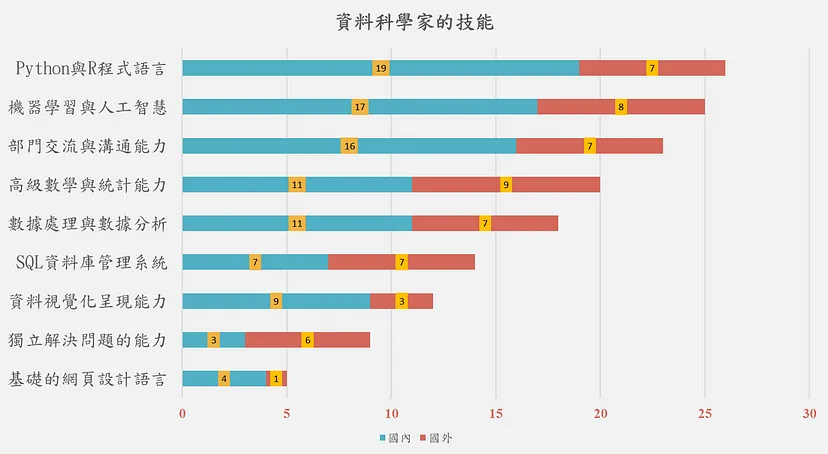 資料科學家的技能
Python與R程式語言 19 7
機器學習與人工智慧 17 8
部門交流與溝通能力 16 7
高級數學與統計能力 11 9
數據處理與數據分析 11 7
SQL資料庫管理系統 7 7
資料視覺化呈現能力 9 3
獨立解決問題的能力 3 6
基礎的網頁設計語言 4 1
0 5 10 15 20 25 30
國內 國外